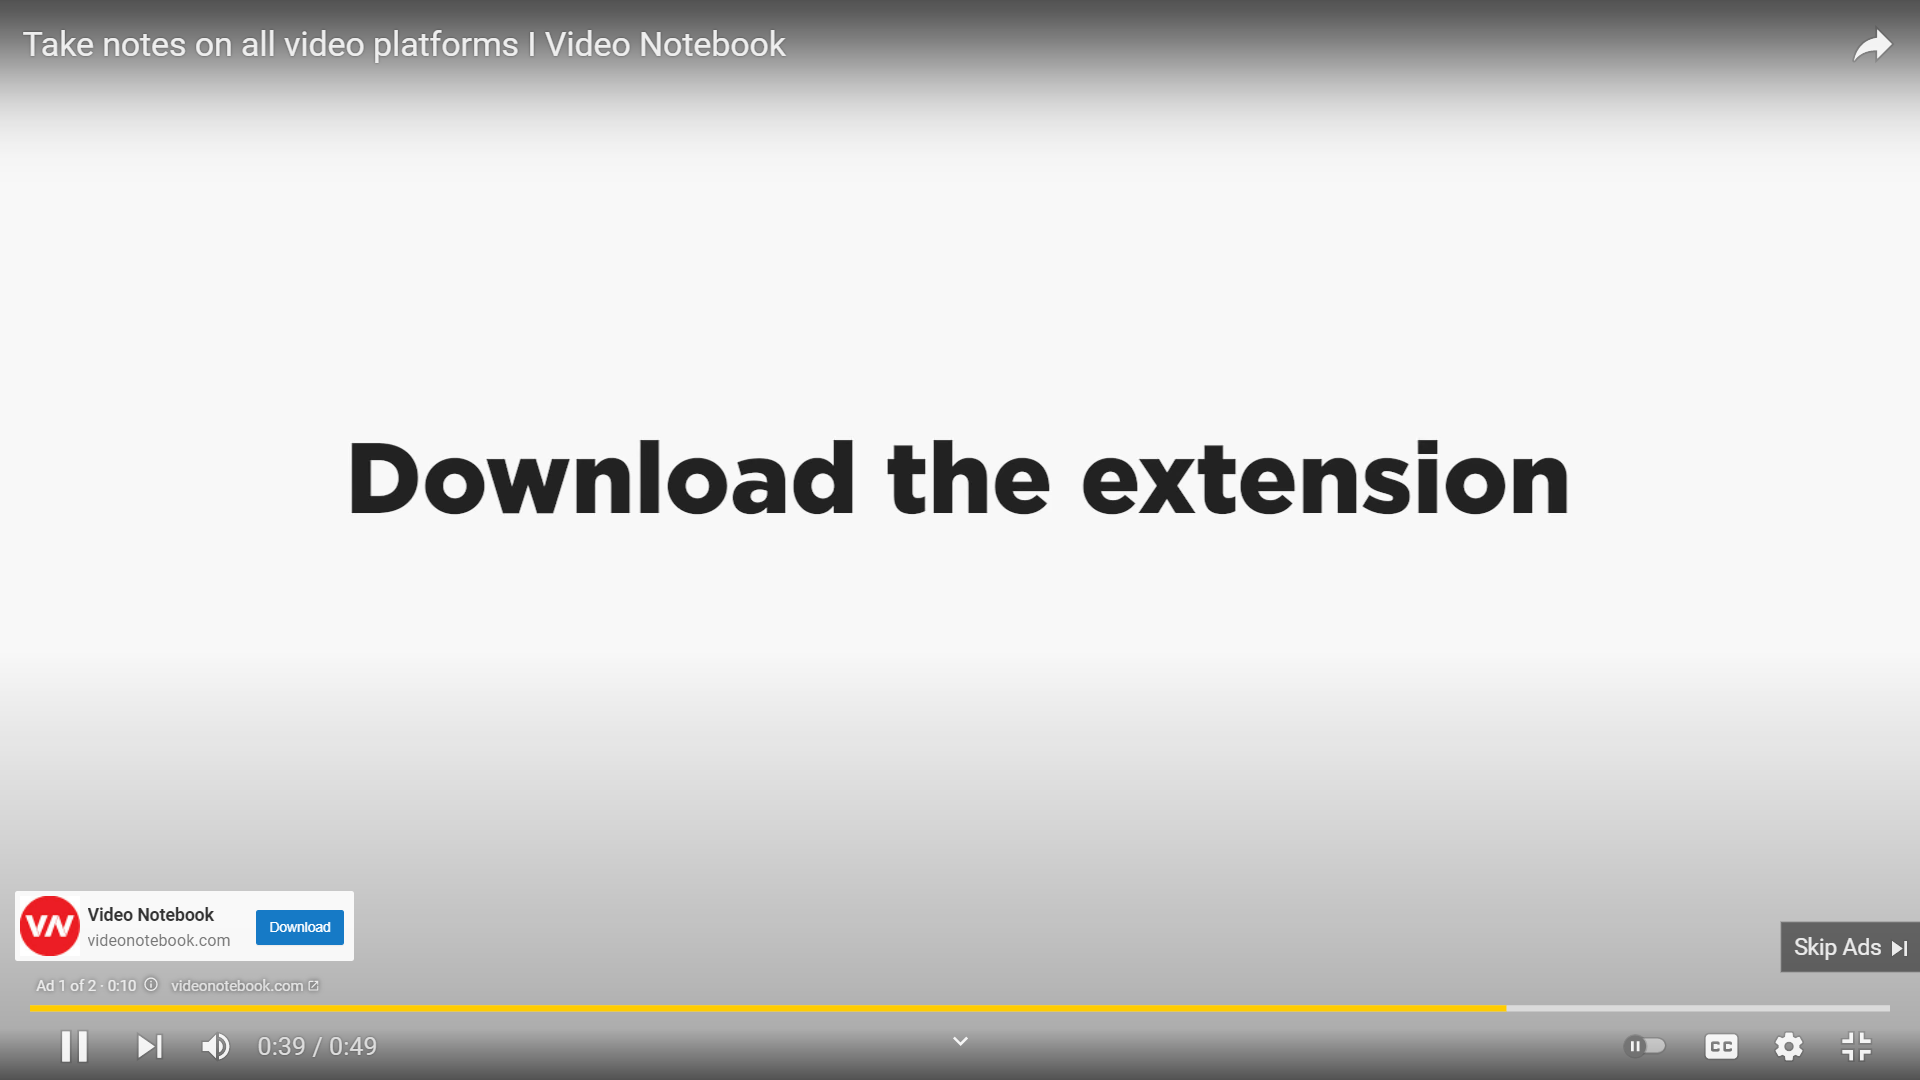 Take notes on all video platforms I Video Notebook
Download the extension
VN
Video Notebook
videonotebook.com
Download
Skip Ads
Ad 1 of 2 · 0:10
videonotebook.com
0:39 / 0:49
CC